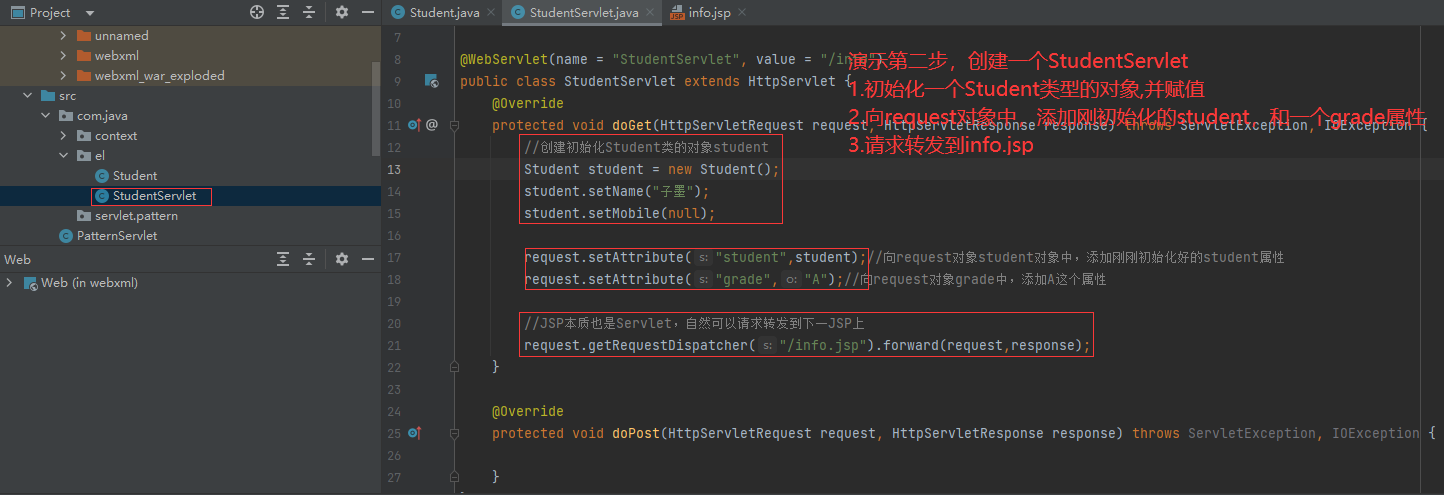 Project
Student.java
StudentServlet.java
info.jsp
unnamed
webxml
webxml_war_exploded
src
com.java
context
el
Student
StudentServlet
servlet.pattern
PatternServlet
Web
Web (in webxml)
7
8 @WebServlet(name = "StudentServlet", value = "/info")
9 public class StudentServlet extends HttpServlet {
10 @Override
11 @ protected void doGet(HttpServletRequest request, HttpServletResponse response) throws ServletException, IOException {
12 //创建初始化Student类的对象student
13 Student student = new Student();
14 student.setName("子墨");
15 student.setMobile(null);
16
17 request.setAttribute( s: "student",student);//向request对象student对象中，添加刚刚初始化好的student属性
18 request.setAttribute( s: "grade", o: "A");//向request对象grade中，添加A这个属性
19
20 //JSP本质也是Servlet，自然可以请求转发到下一JSP上
21 request.getRequestDispatcher( s: "/info.jsp").forward(request,response);
22 }
23
24 @Override
25 protected void doPost(HttpServletRequest request, HttpServletResponse response) throws ServletException, IOException {
26
27 }
演示第二步，创建一个StudentServlet
1.初始化一个Student类型的对象,并赋值
2.向request对象中，添加刚初始化的student，和一个grade属性
3.请求转发到info.jsp